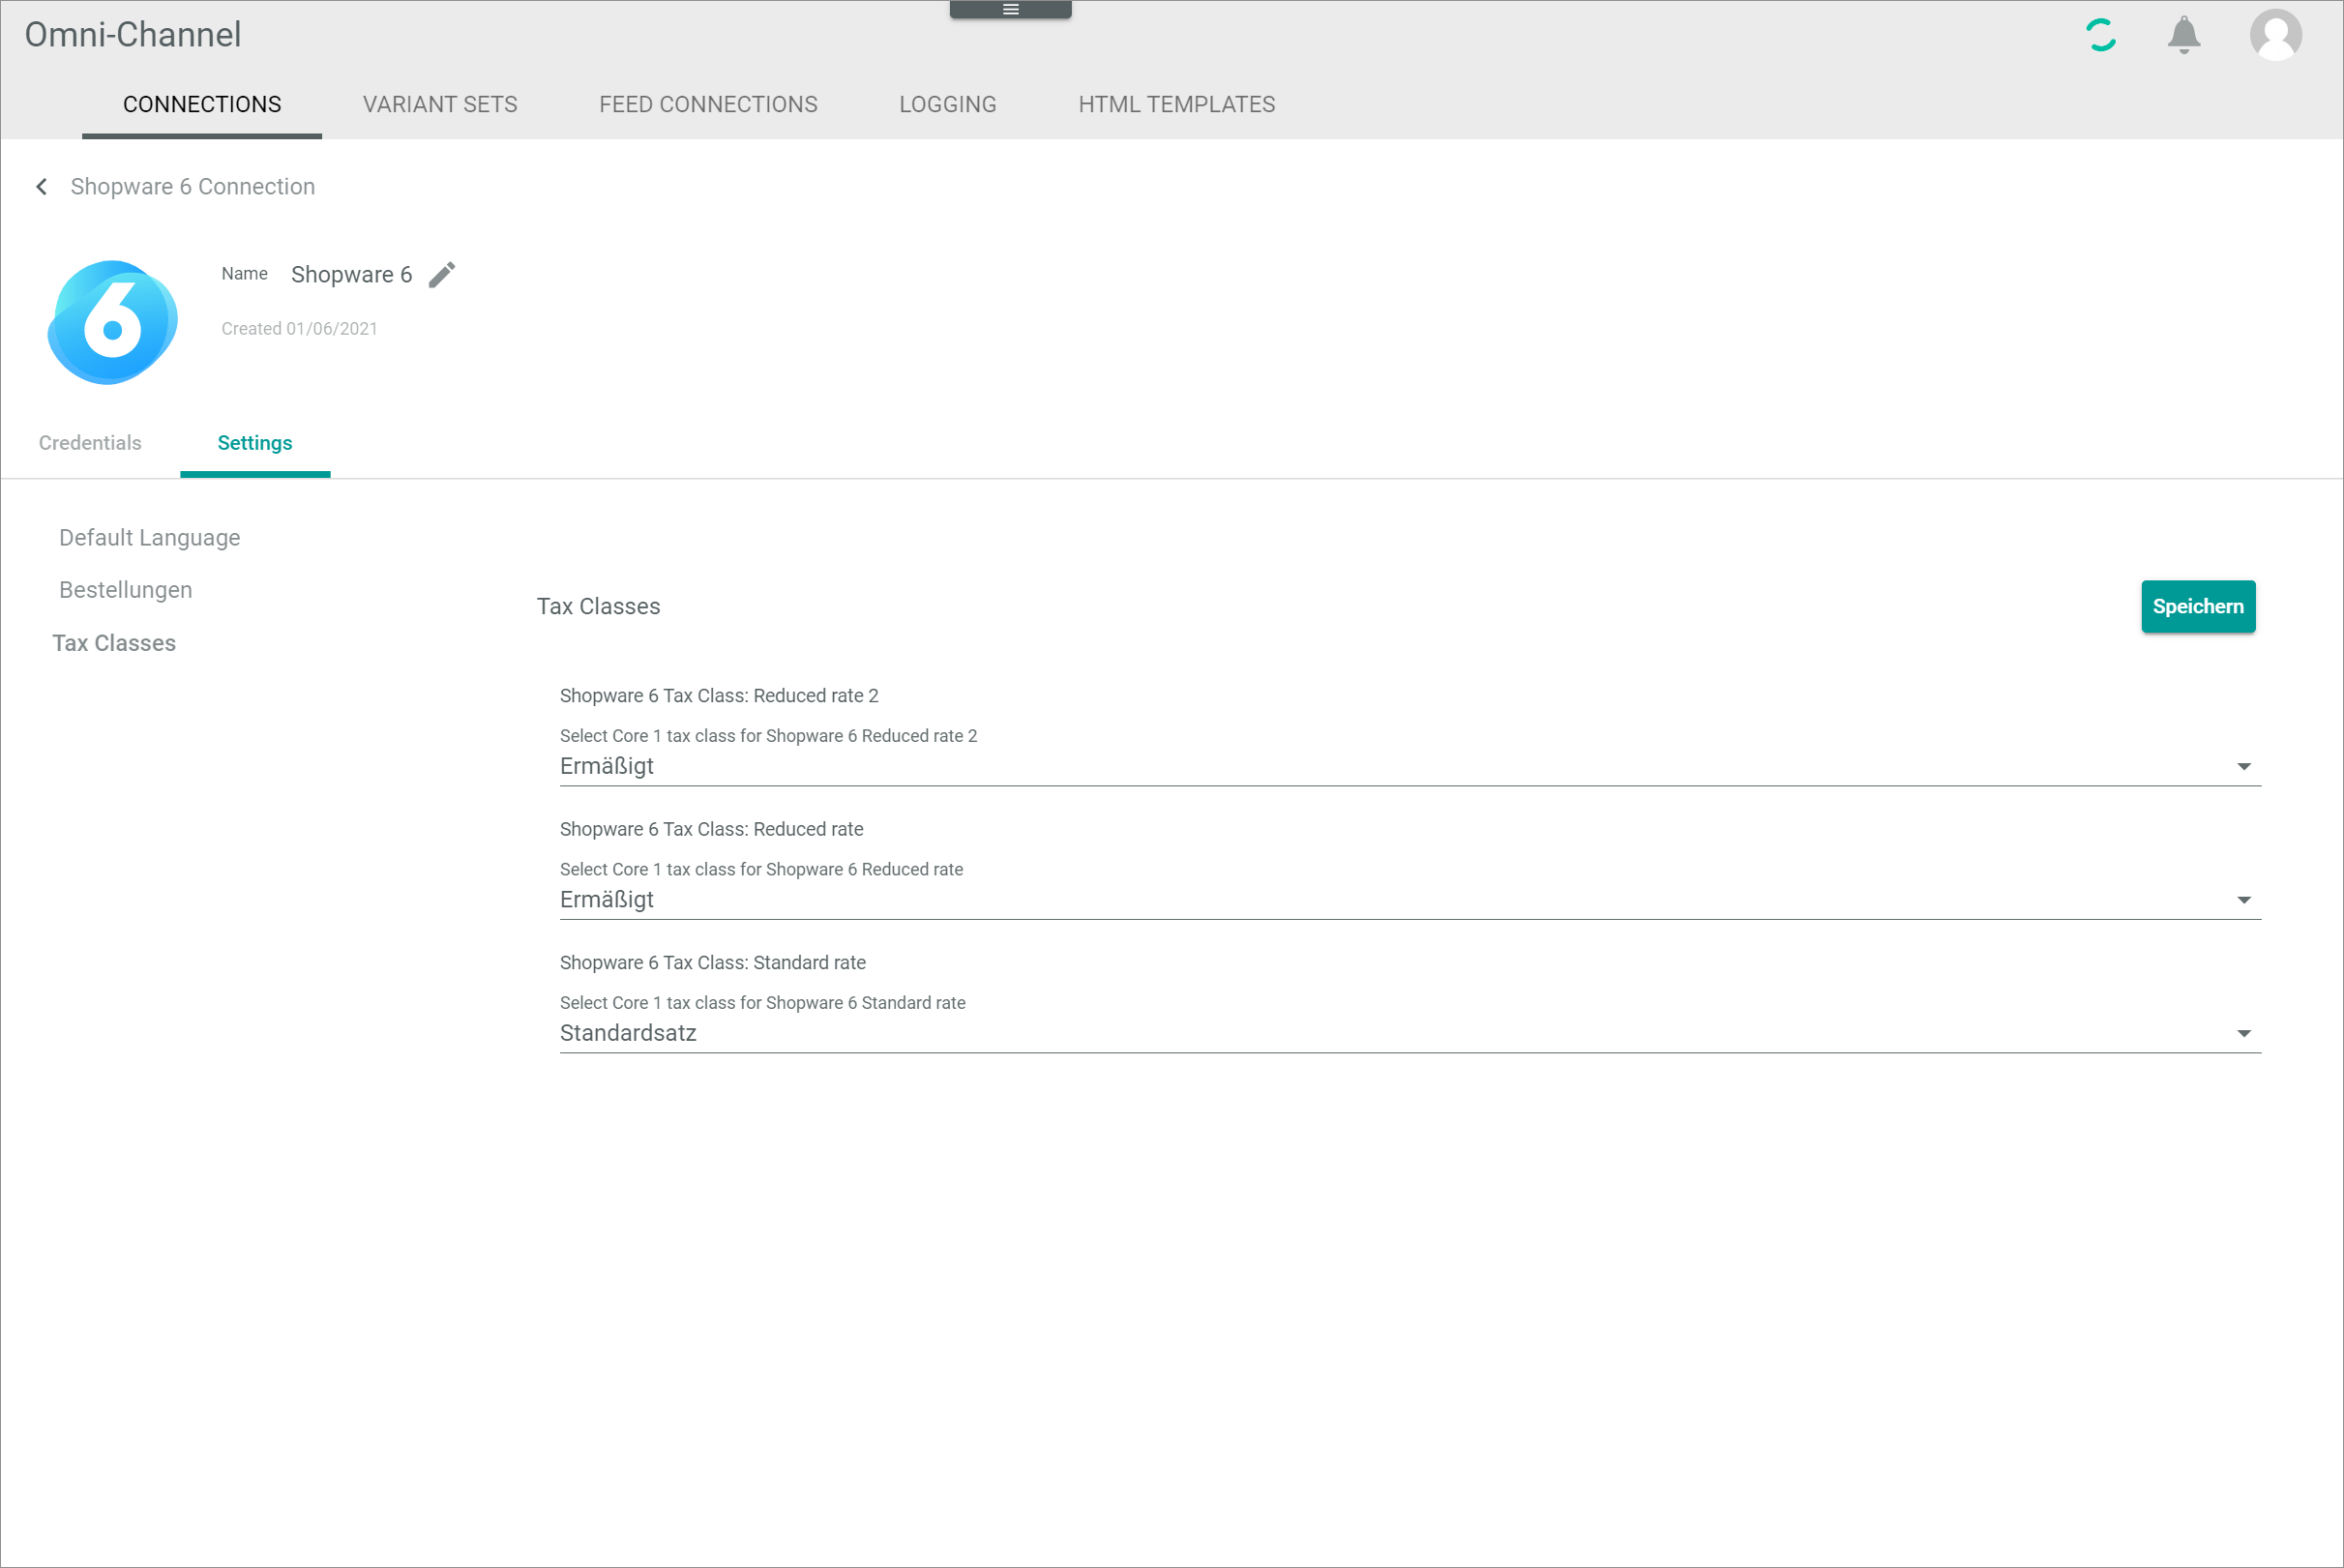 Omni-Channel
CONNECTIONS VARIANT SETS FEED CONNECTIONS LOGGING HTML TEMPLATES
Shopware 6 Connection
6
Name Shopware 6
Created 01/06/2021
Credentials Settings
Default Language
Bestellungen
Tax Classes
Tax Classes
Speichern
Shopware 6 Tax Class: Reduced rate 2
Select Core 1 tax class for Shopware 6 Reduced rate 2
Ermäßigt
Shopware 6 Tax Class: Reduced rate
Select Core 1 tax class for Shopware 6 Reduced rate
Ermäßigt
Shopware 6 Tax Class: Standard rate
Select Core 1 tax class for Shopware 6 Standard rate
Standardsatz